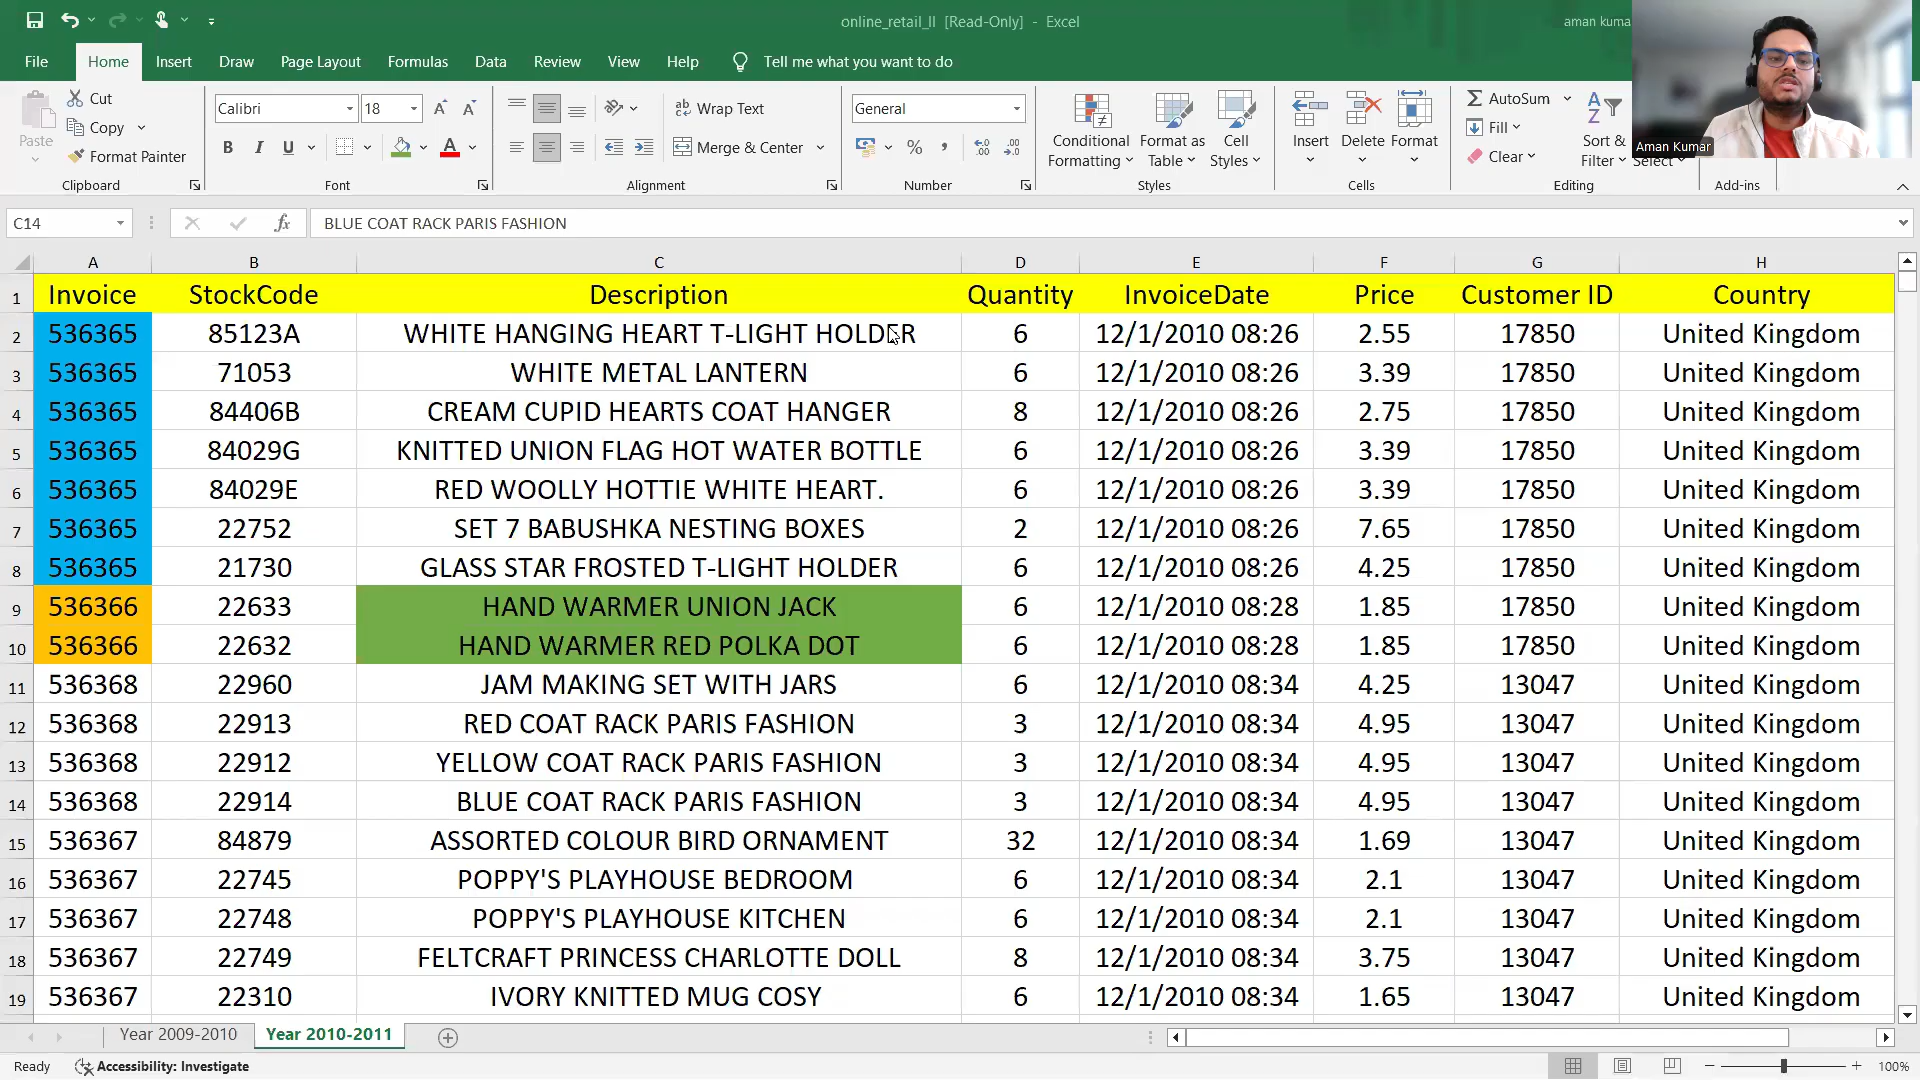 online_retail_II [Read-Only] - Excel
aman kuma
File Home Insert Draw Page Layout Formulas Data Review View Help Tell me what you want to do
Paste
Cut
Copy
Format Painter
Clipboard
Calibri 18
B I U
Font
Wrap Text
Merge & Center
Alignment
General
Number
Conditional Formatting
Format as Table
Cell Styles
Styles
Insert Delete Format
Cells
AutoSum
Fill
Clear
Sort & Filter
Select
Editing
Add-ins
Aman Kumar
C14 fx BLUE COAT RACK PARIS FASHION
A B C D E F G H
1 Invoice StockCode Description Quantity InvoiceDate Price Customer ID Country
2 536365 85123A WHITE HANGING HEART T-LIGHT HOLDER 6 12/1/2010 08:26 2.55 17850 United Kingdom
3 536365 71053 WHITE METAL LANTERN 6 12/1/2010 08:26 3.39 17850 United Kingdom
4 536365 84406B CREAM CUPID HEARTS COAT HANGER 8 12/1/2010 08:26 2.75 17850 United Kingdom
5 536365 84029G KNITTED UNION FLAG HOT WATER BOTTLE 6 12/1/2010 08:26 3.39 17850 United Kingdom
6 536365 84029E RED WOOLLY HOTTIE WHITE HEART. 6 12/1/2010 08:26 3.39 17850 United Kingdom
7 536365 22752 SET 7 BABUSHKA NESTING BOXES 2 12/1/2010 08:26 7.65 17850 United Kingdom
8 536365 21730 GLASS STAR FROSTED T-LIGHT HOLDER 6 12/1/2010 08:26 4.25 17850 United Kingdom
9 536366 22633 HAND WARMER UNION JACK 6 12/1/2010 08:28 1.85 17850 United Kingdom
10 536366 22632 HAND WARMER RED POLKA DOT 6 12/1/2010 08:28 1.85 17850 United Kingdom
11 536368 22960 JAM MAKING SET WITH JARS 6 12/1/2010 08:34 4.25 13047 United Kingdom
12 536368 22913 RED COAT RACK PARIS FASHION 3 12/1/2010 08:34 4.95 13047 United Kingdom
13 536368 22912 YELLOW COAT RACK PARIS FASHION 3 12/1/2010 08:34 4.95 13047 United Kingdom
14 536368 22914 BLUE COAT RACK PARIS FASHION 3 12/1/2010 08:34 4.95 13047 United Kingdom
15 536367 84879 ASSORTED COLOUR BIRD ORNAMENT 32 12/1/2010 08:34 1.69 13047 United Kingdom
16 536367 22745 POPPY'S PLAYHOUSE BEDROOM 6 12/1/2010 08:34 2.1 13047 United Kingdom
17 536367 22748 POPPY'S PLAYHOUSE KITCHEN 6 12/1/2010 08:34 2.1 13047 United Kingdom
18 536367 22749 FELTCRAFT PRINCESS CHARLOTTE DOLL 8 12/1/2010 08:34 3.75 13047 United Kingdom
19 536367 22310 IVORY KNITTED MUG COSY 6 12/1/2010 08:34 1.65 13047 United Kingdom
Year 2009-2010 Year 2010-2011
Ready Accessibility: Investigate 100%